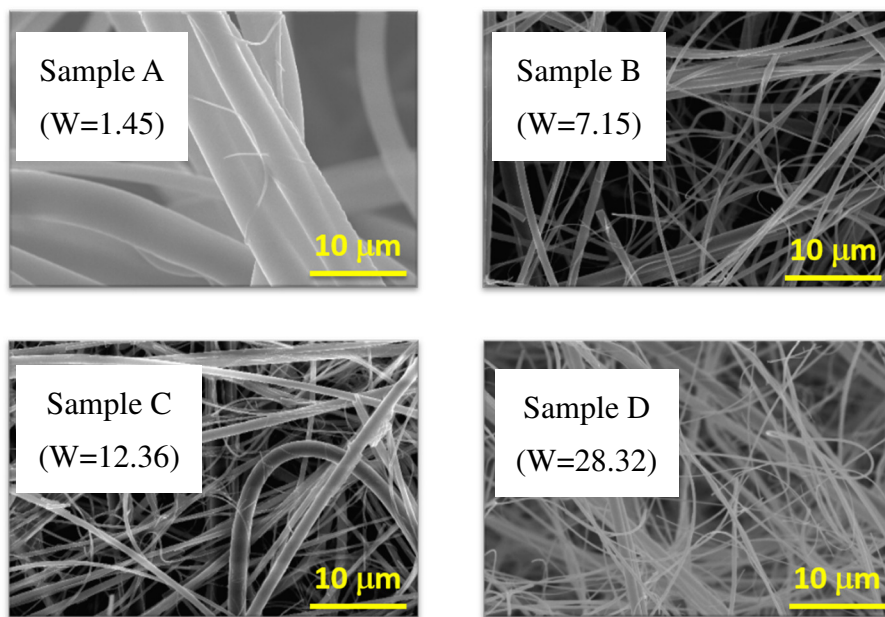 Sample A
(W=1.45)
10 μm
Sample B
(W=7.15)
10 μm
Sample C
(W=12.36)
10 μm
Sample D
(W=28.32)
10 μm